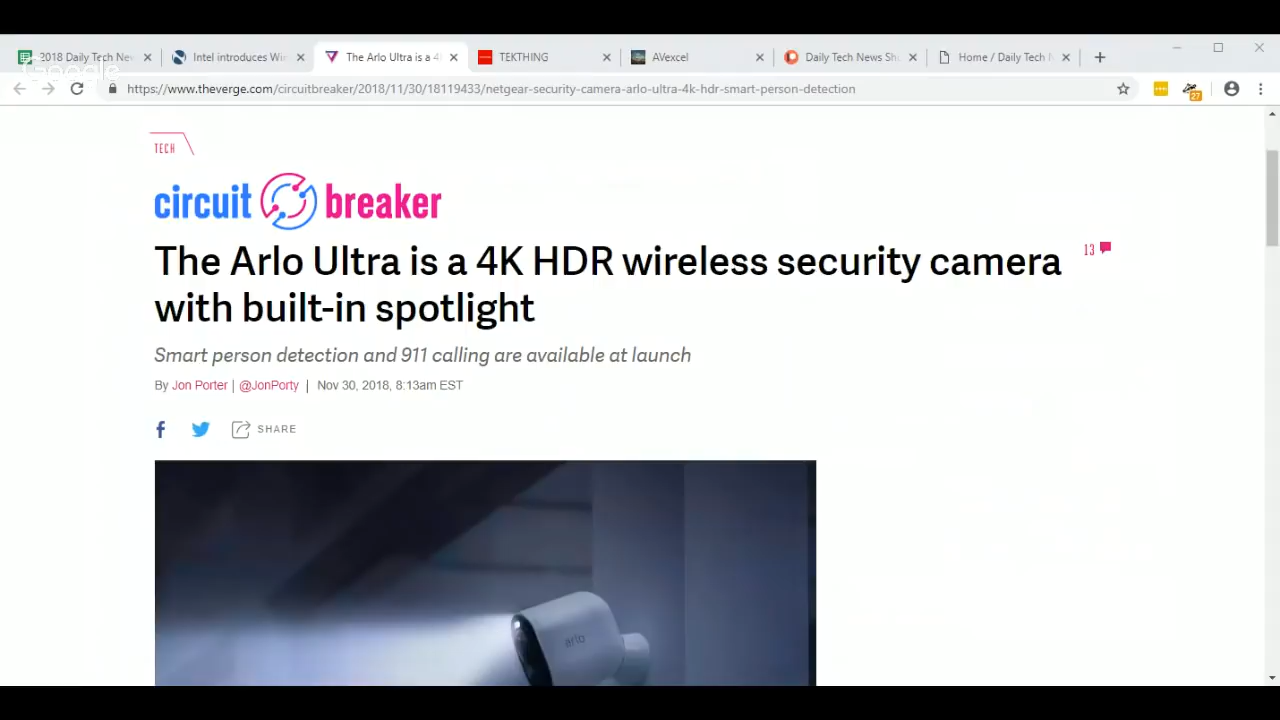 2018 Daily Tech Nev
Intel introduces Wir
The Arlo Ultra is a 4
TEKTHING
AVexcel
Daily Tech News Sh
Home / Daily Tech N
Google
https://www.theverge.com/circuitbreaker/2018/11/30/18119433/netgear-security-camera-arlo-ultra-4k-hdr-smart-person-detection
27
TECH
circuit breaker
The Arlo Ultra is a 4K HDR wireless security camera
13
with built-in spotlight
Smart person detection and 911 calling are available at launch
By Jon Porter | @JonPorty | Nov 30, 2018, 8:13am EST
SHARE
arlo